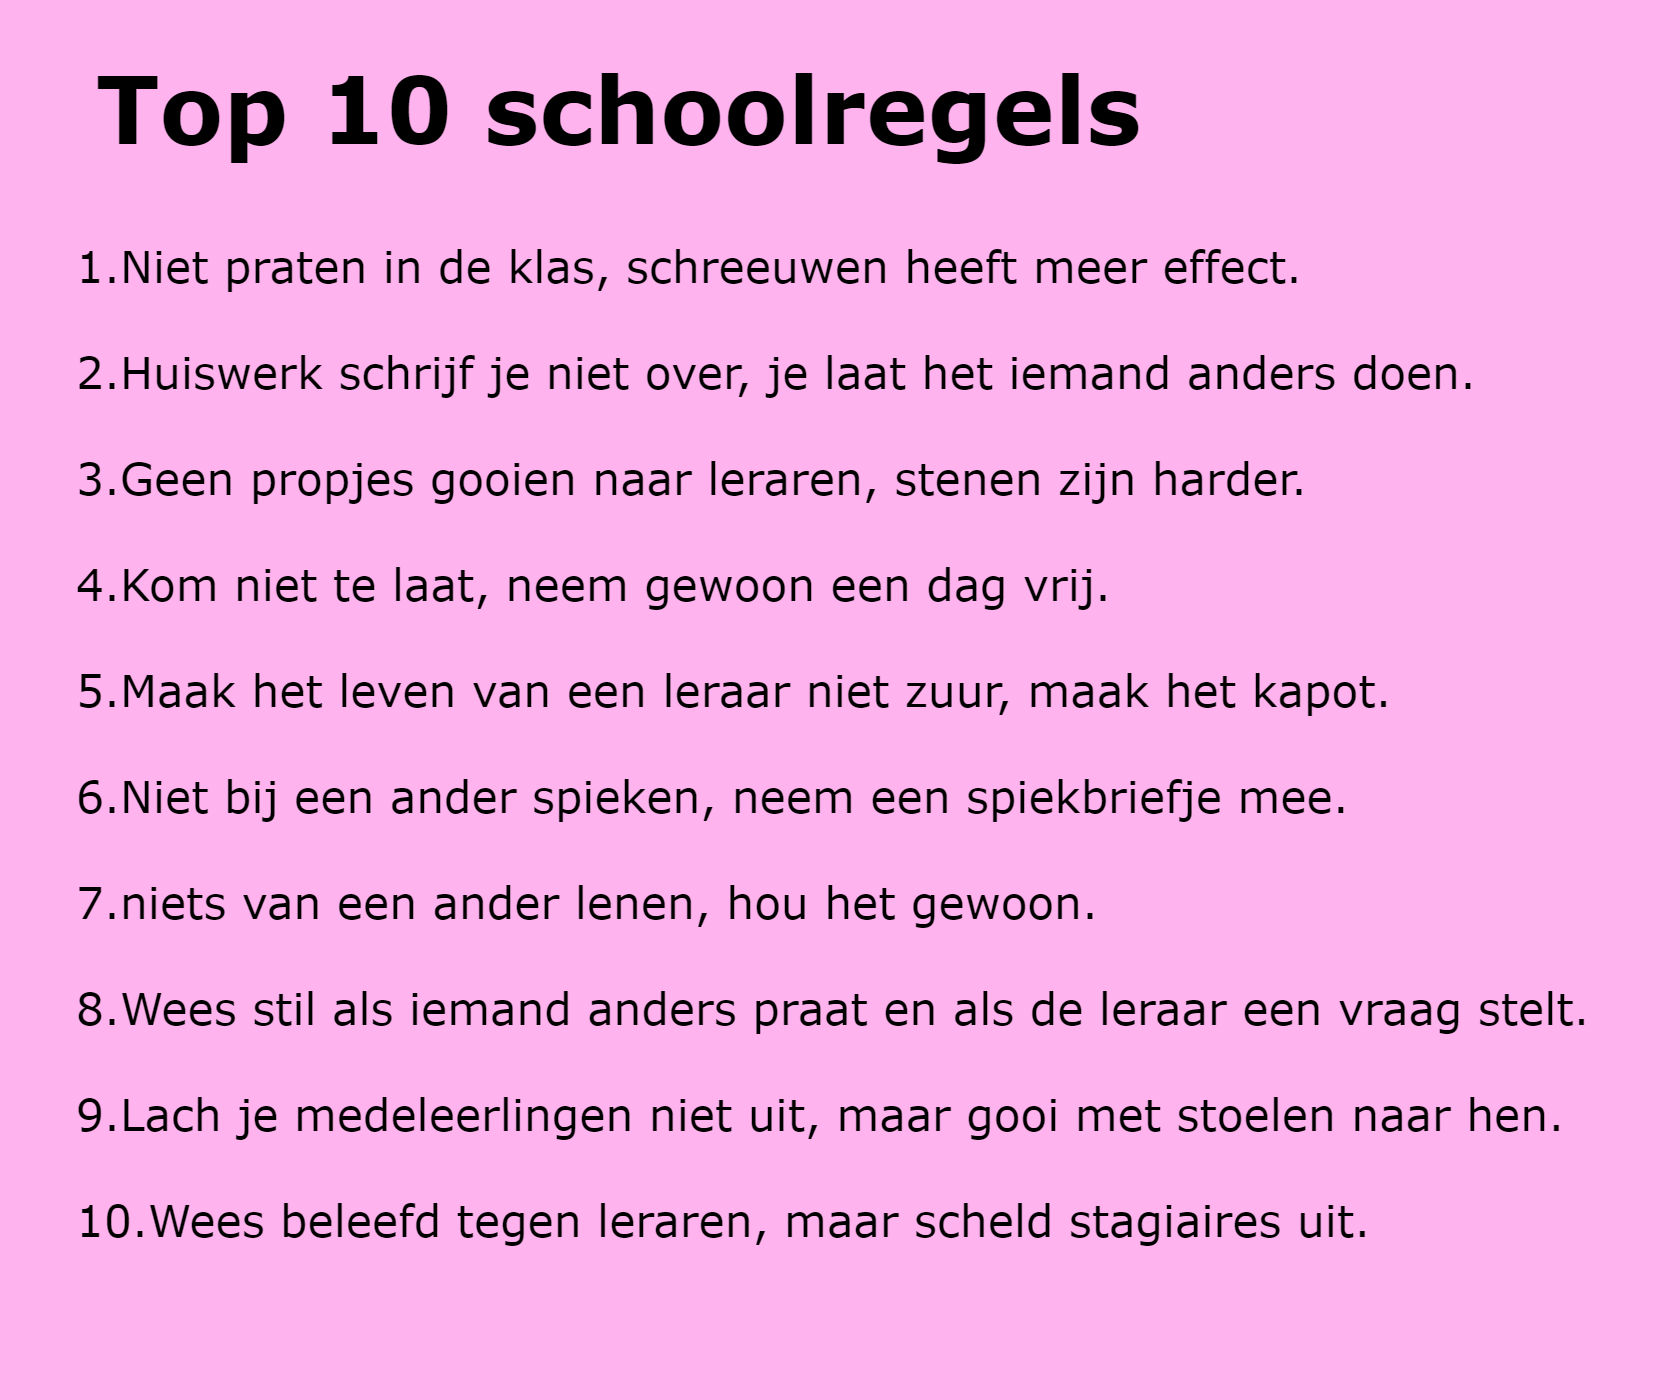 Top 10 schoolregels
1.Niet praten in de klas, schreeuwen heeft meer effect.
2.Huiswerk schrijf je niet over, je laat het iemand anders doen.
3.Geen propjes gooien naar leraren, stenen zijn harder.
4.Kom niet te laat, neem gewoon een dag vrij.
5.Maak het leven van een leraar niet zuur, maak het kapot.
6.Niet bij een ander spieken, neem een spiekbriefje mee.
7.niets van een ander lenen, hou het gewoon.
8.Wees stil als iemand anders praat en als de leraar een vraag stelt.
9.Lach je medeleerlingen niet uit, maar gooi met stoelen naar hen.
10.Wees beleefd tegen leraren, maar scheld stagiaires uit.